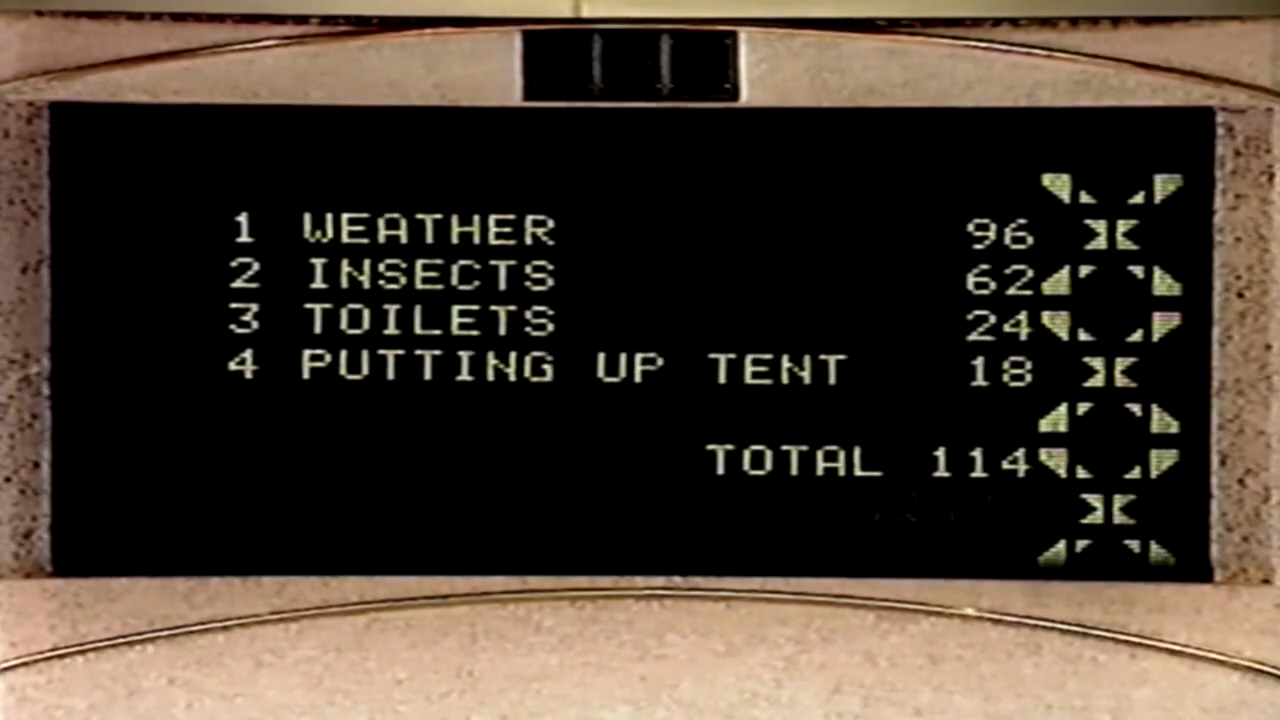 1 WEATHER 96
2 INSECTS 62
3 TOILETS 24
4 PUTTING UP TENT 18
TOTAL 114